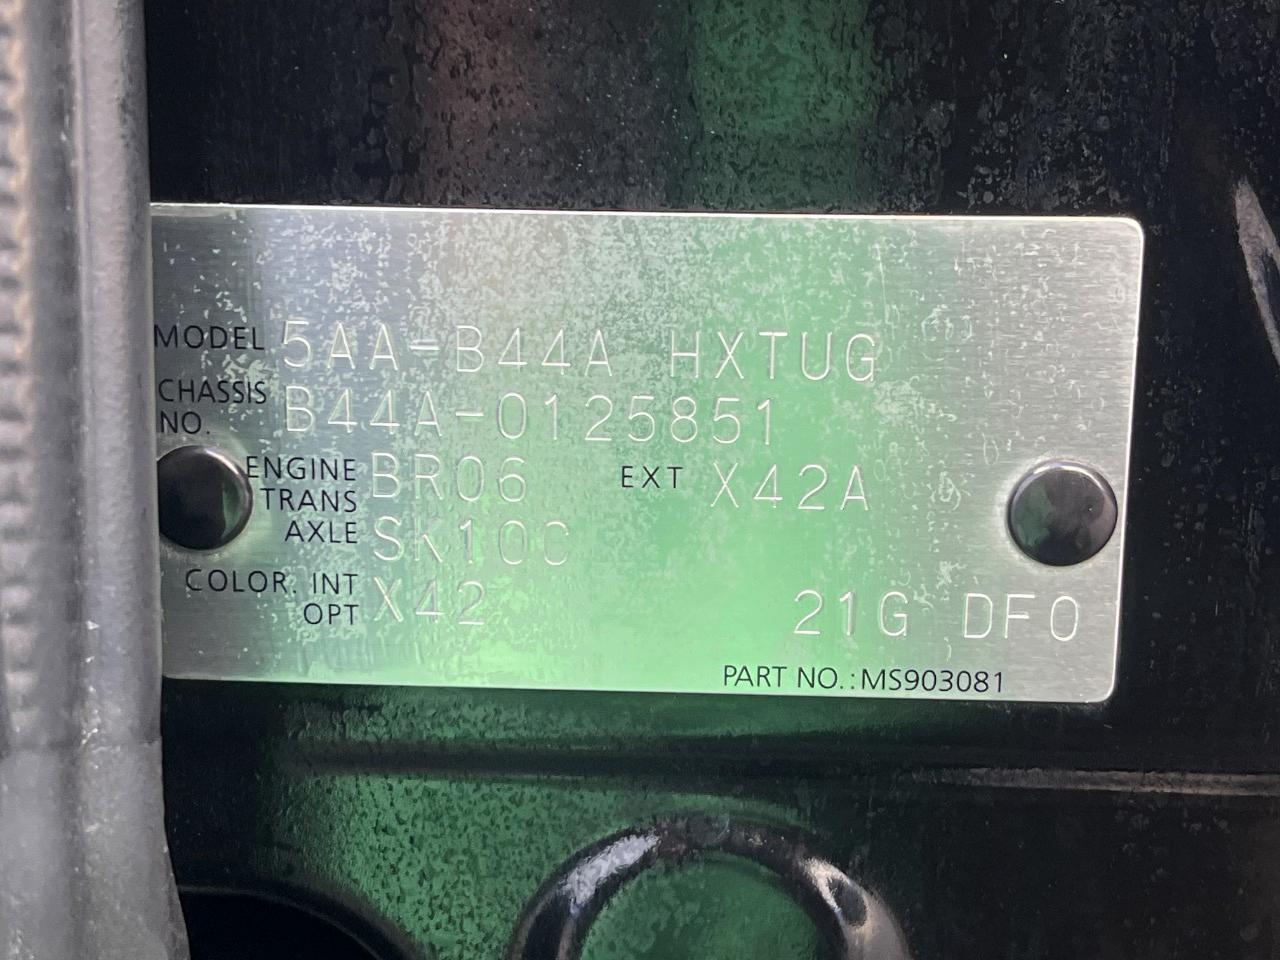 MODEL 5AA-B44A HXTUG
CHASSIS NO. B44A-0125851
ENGINE BR06 EXT X42A
TRANS
AXLE SK10C
COLOR. INT X42
OPT 21G DF0
PART NO.:MS903081